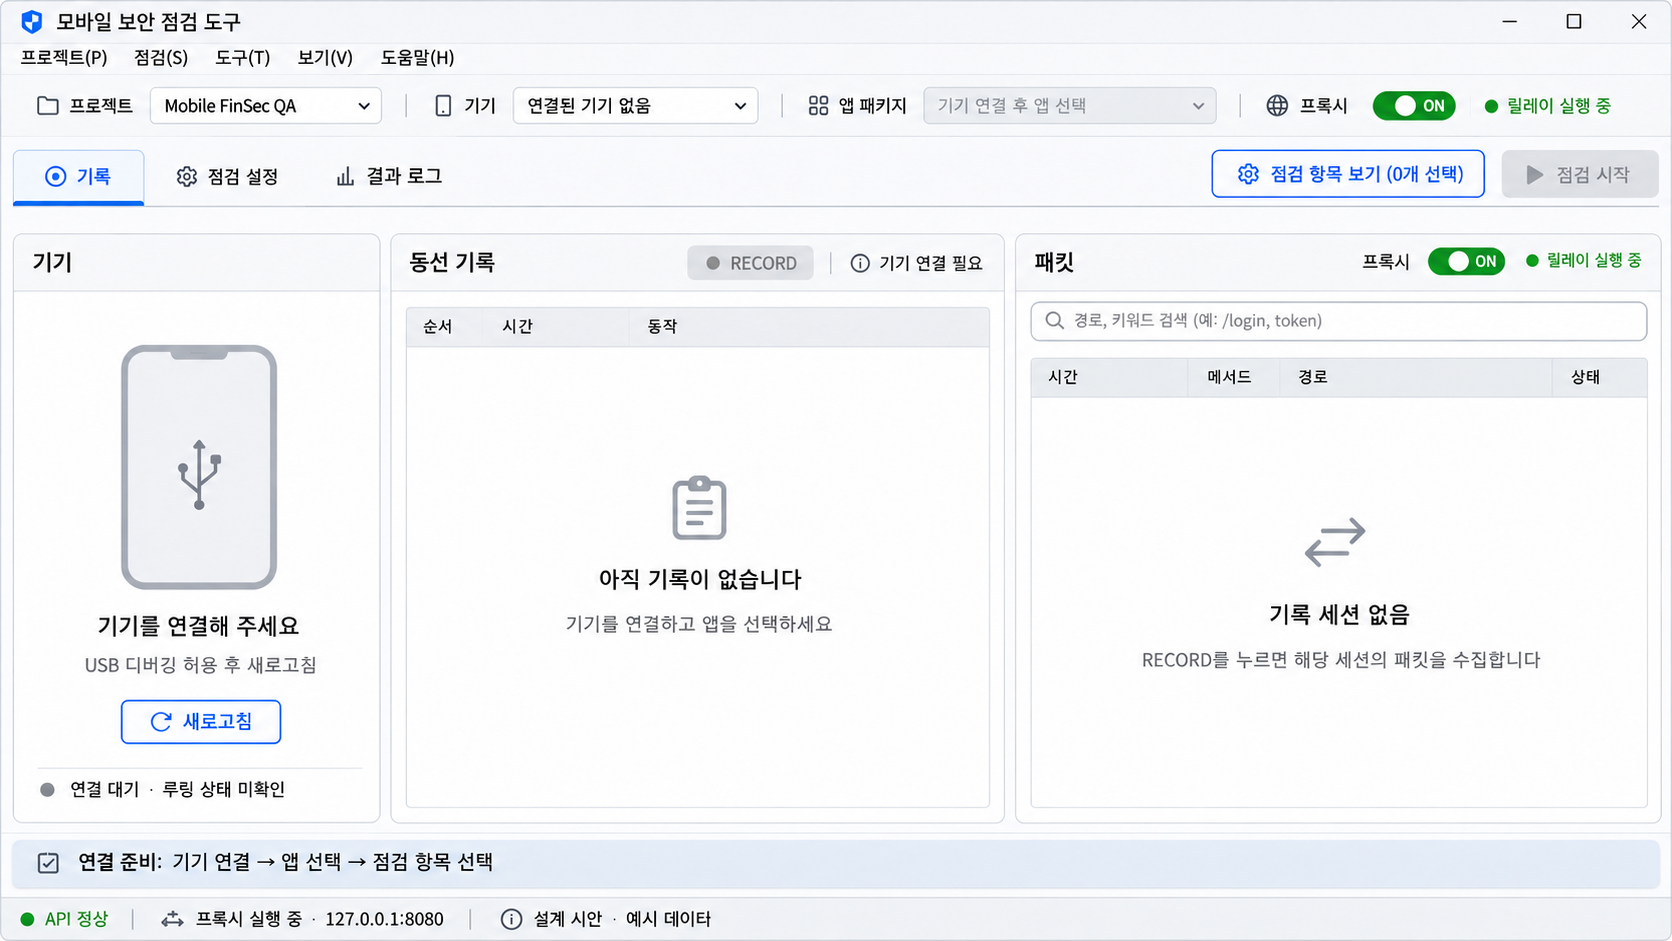 모바일 보안 점검 도구
프로젝트(P) 점검(S) 도구(T) 보기(V) 도움말(H)
프로젝트 Mobile FinSec QA 기기 연결된 기기 없음 앱 패키지 기기 연결 후 앱 선택 프록시 ON 릴레이 실행 중
기록 점검 설정 결과 로그 점검 항목 보기 (0개 선택) 점검 시작
기기
기기를 연결해 주세요
USB 디버깅 허용 후 새로고침
새로고침
연결 대기 · 루링 상태 미확인
동선 기록 RECORD 기기 연결 필요
순서 시간 동작
아직 기록이 없습니다
기기를 연결하고 앱을 선택하세요
패킷 프록시 ON 릴레이 실행 중
경로, 키워드 검색 (예: /login, token)
시간 메서드 경로 상태
기록 세션 없음
RECORD를 누르면 해당 세션의 패킷을 수집합니다
연결 준비: 기기 연결 → 앱 선택 → 점검 항목 선택
API 정상 프록시 실행 중 · 127.0.0.1:8080 설계 시안 · 예시 데이터